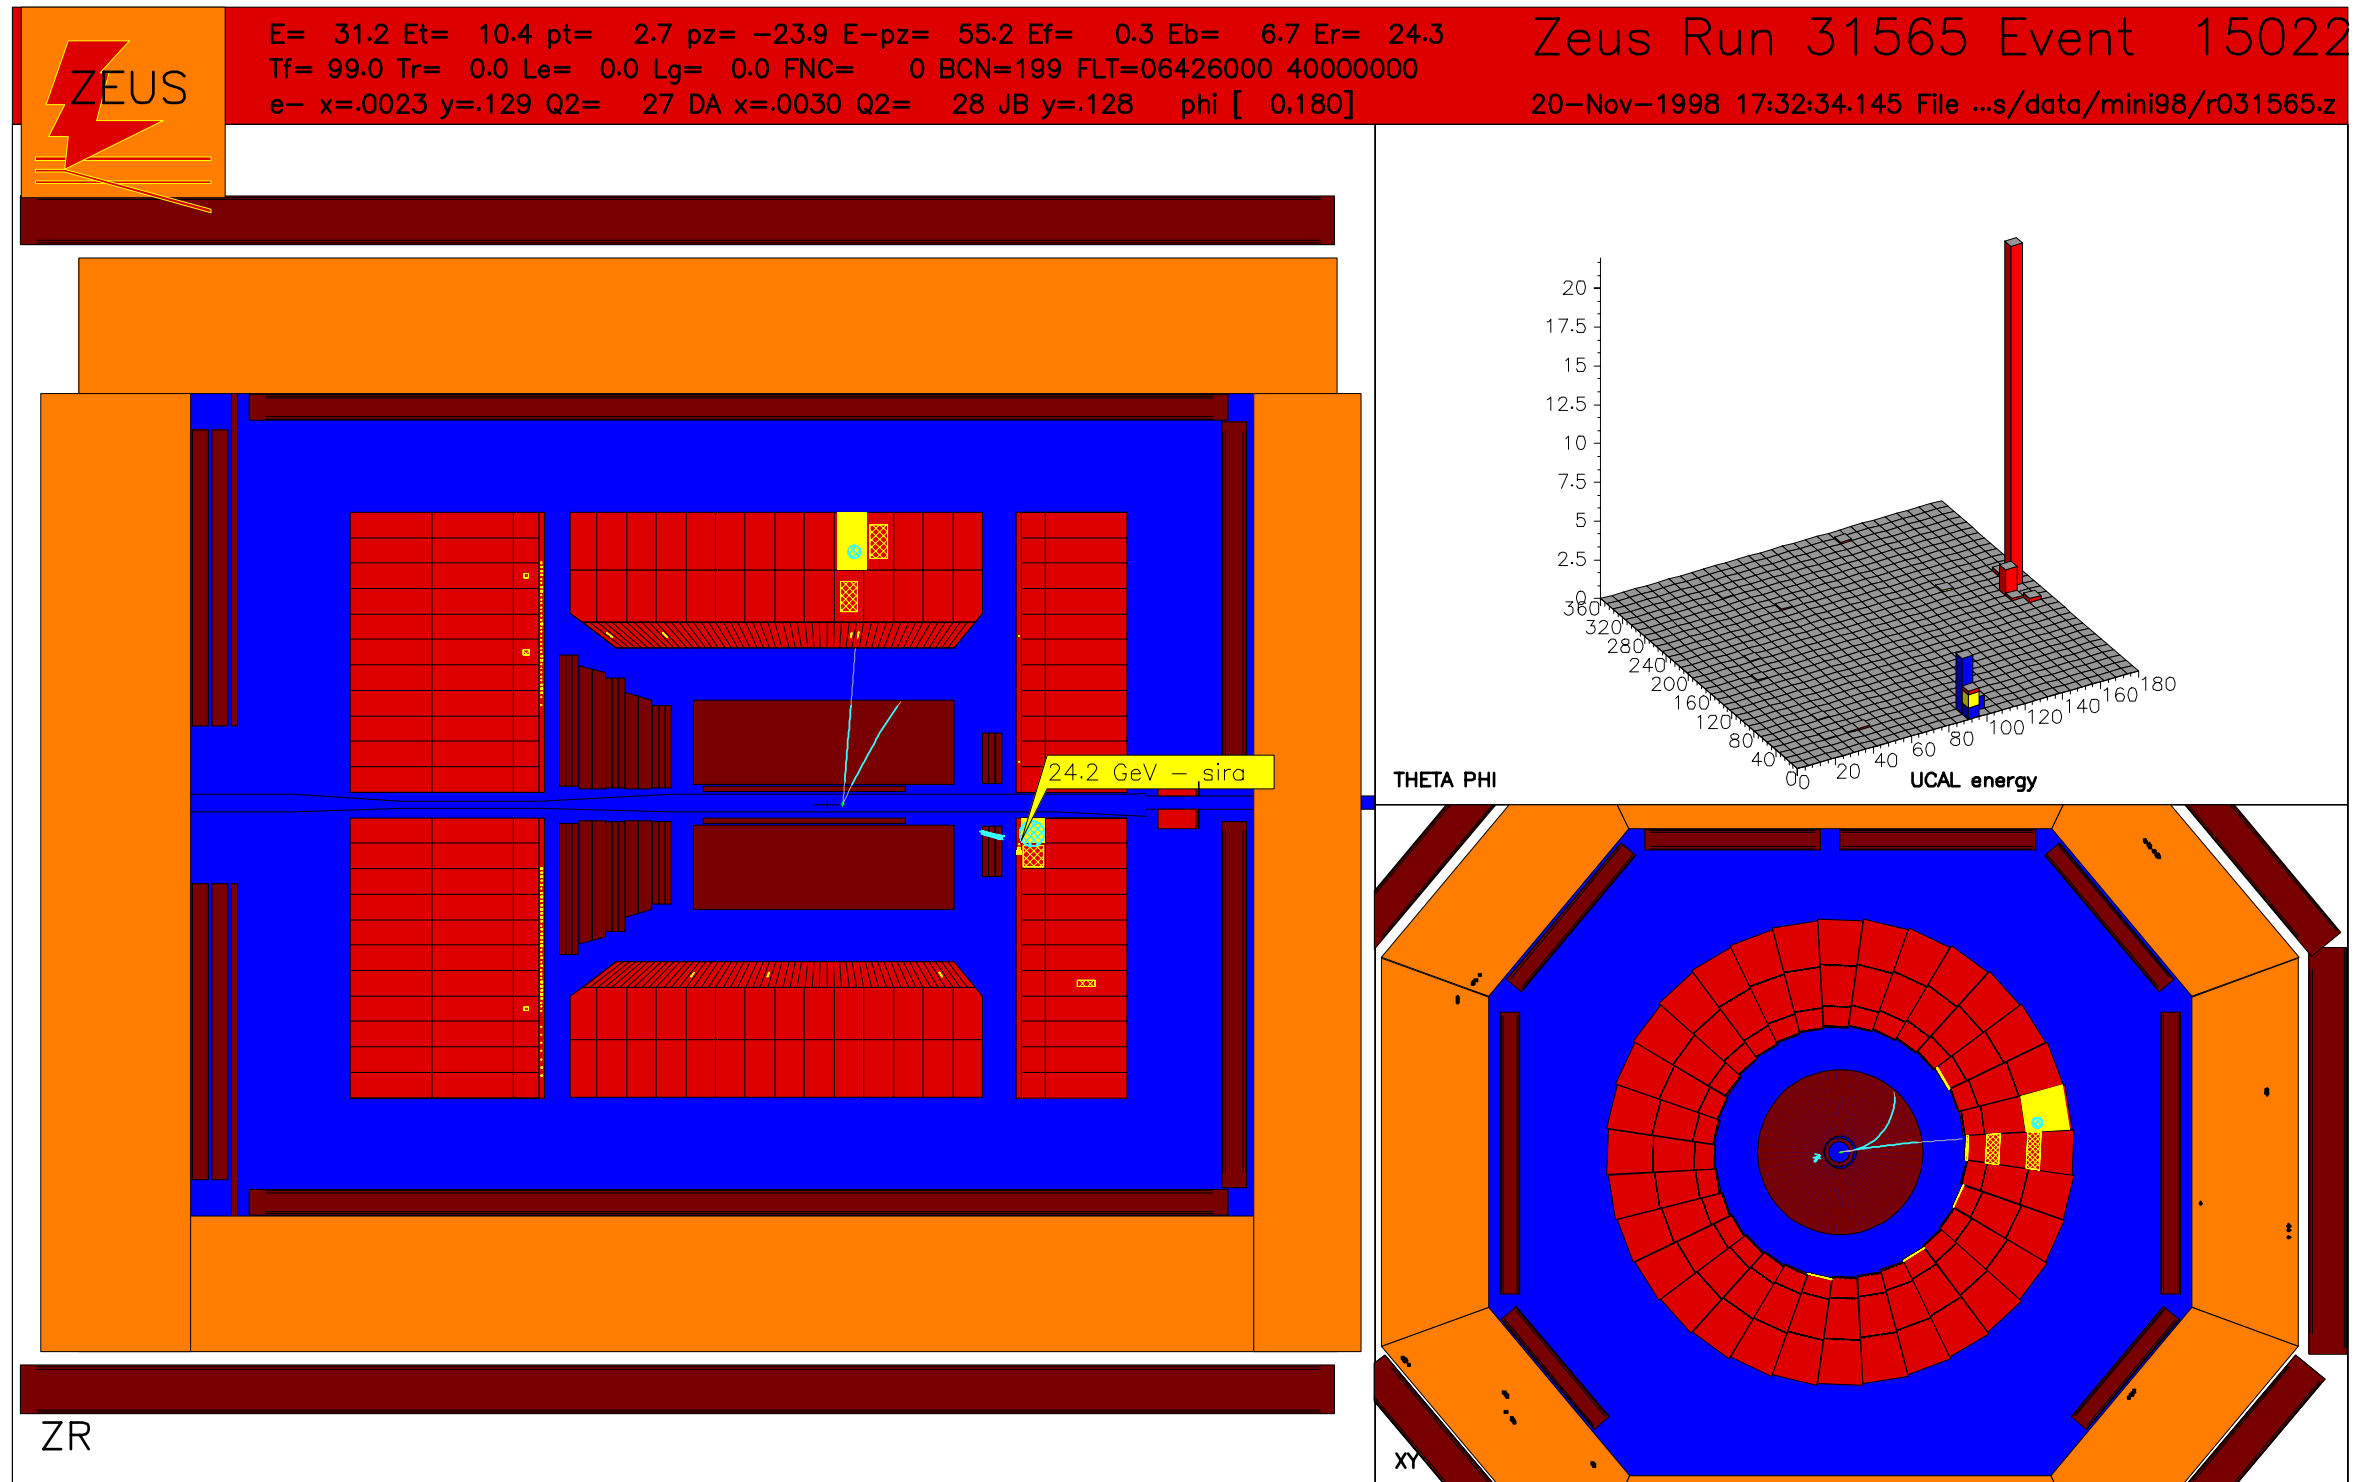 ZEUS
E= 31.2 Et= 10.4 pt= 2.7 pz= −23.9 E−pz= 55.2 Ef= 0.3 Eb= 6.7 Er= 24.3
Tf= 99.0 Tr= 0.0 Le= 0.0 Lg= 0.0 FNC= 0 BCN=199 FLT=06426000 40000000
e− x=.0023 y=.129 Q2= 27 DA x=.0030 Q2= 28 JB y=.128 phi [ 0.180]
Zeus Run 31565 Event 15022
20−Nov−1998 17:32:34.145 File ...s/data/mini98/r031565.z
24.2 GeV − sira
ZR
20
17.5
15
12.5
10
7.5
5
2.5
0
360
320
280
240
200
160
120
80
40
0
0
20
40
60
80
100
120
140
160
180
THETA PHI
UCAL energy
XY